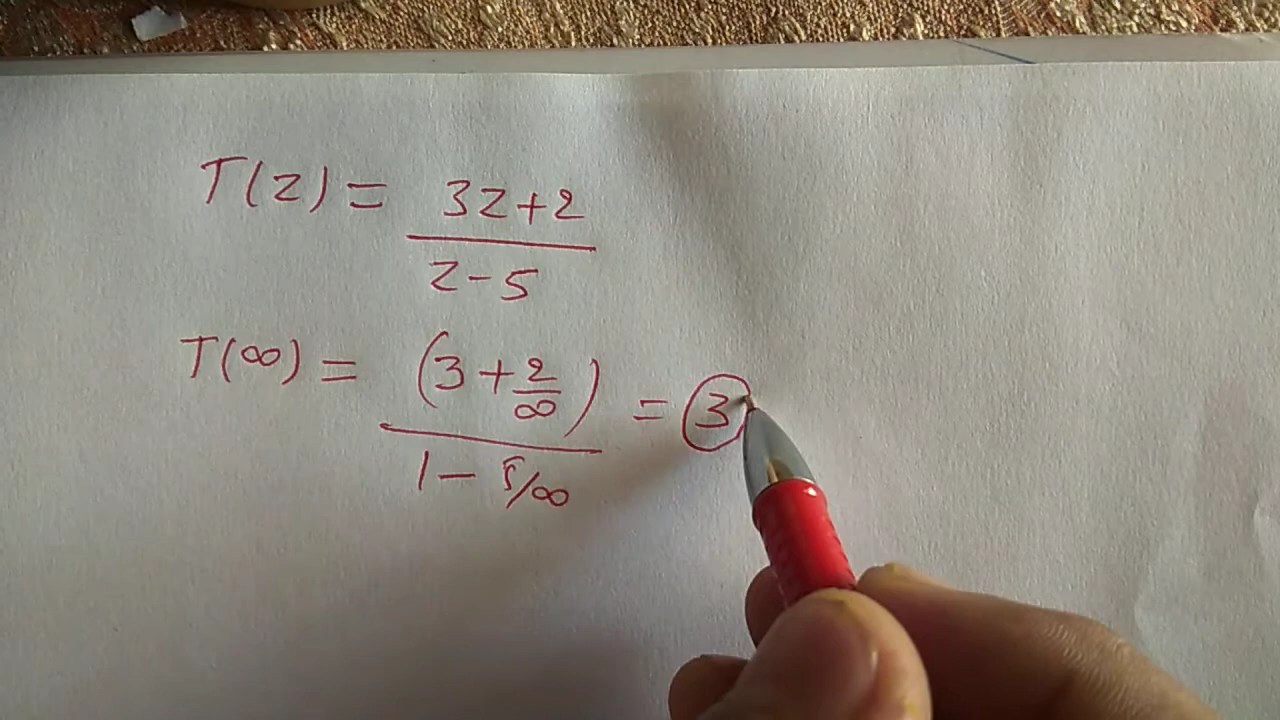 T(z) = 3z+2 / z-5
T(∞) = (3+2/∞) / 1-5/∞ = 3